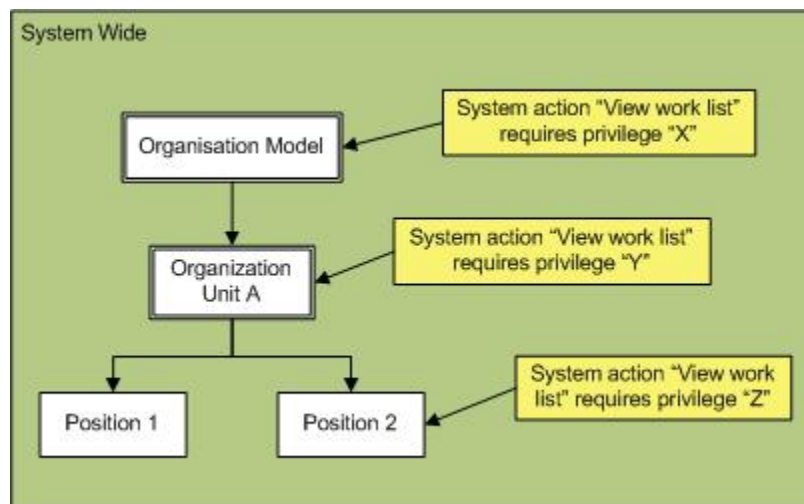 System Wide
System action “View work list”
requires privilege “X”
Organisation Model
System action “View work list”
requires privilege “Y”
Organization
Unit A
System action “View work
list” requires privilege “Z”
Position 1
Position 2